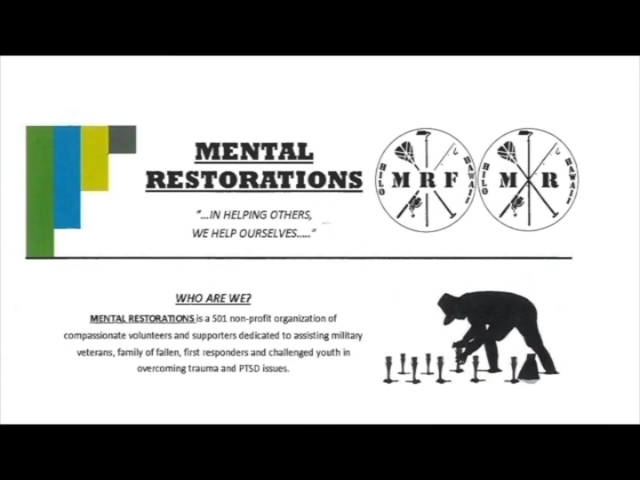 MENTAL
RESTORATIONS
"...IN HELPING OTHERS,
WE HELP OURSELVES....."
HILO M R F HAWAII
HILO M R HAWAII
WHO ARE WE?
MENTAL RESTORATIONS is a 501 non-profit organization of
compassionate volunteers and supporters dedicated to assisting military
veterans, family of fallen, first responders and challenged youth in
overcoming trauma and PTSD issues.